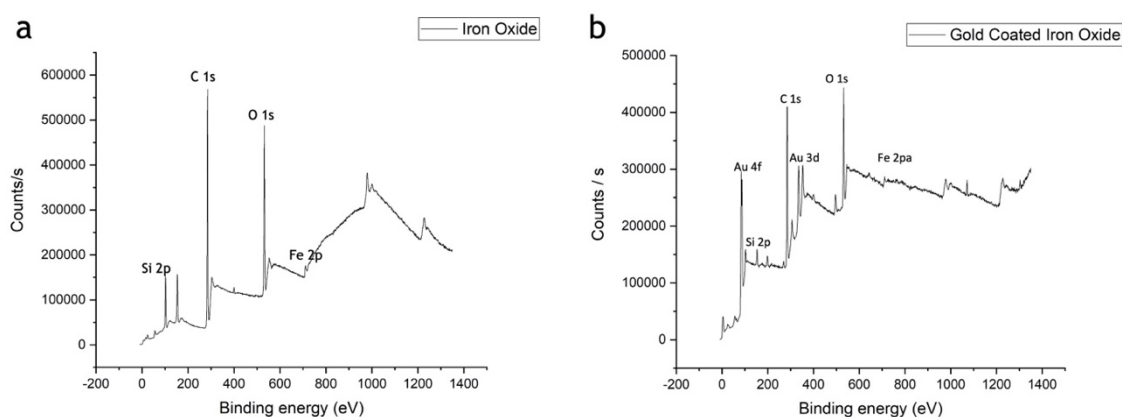 a
Iron Oxide
600000
500000
400000
300000
200000
100000
0
Counts/s
C 1s
O 1s
Si 2p
Fe 2p
-200 0 200 400 600 800 1000 1200 1400
Binding energy (eV)
b
Gold Coated Iron Oxide
500000
400000
300000
200000
100000
0
Counts / s
O 1s
C 1s
Au 4f
Au 3d
Fe 2pa
Si 2p
-200 0 200 400 600 800 1000 1200 1400
Binding energy (eV)